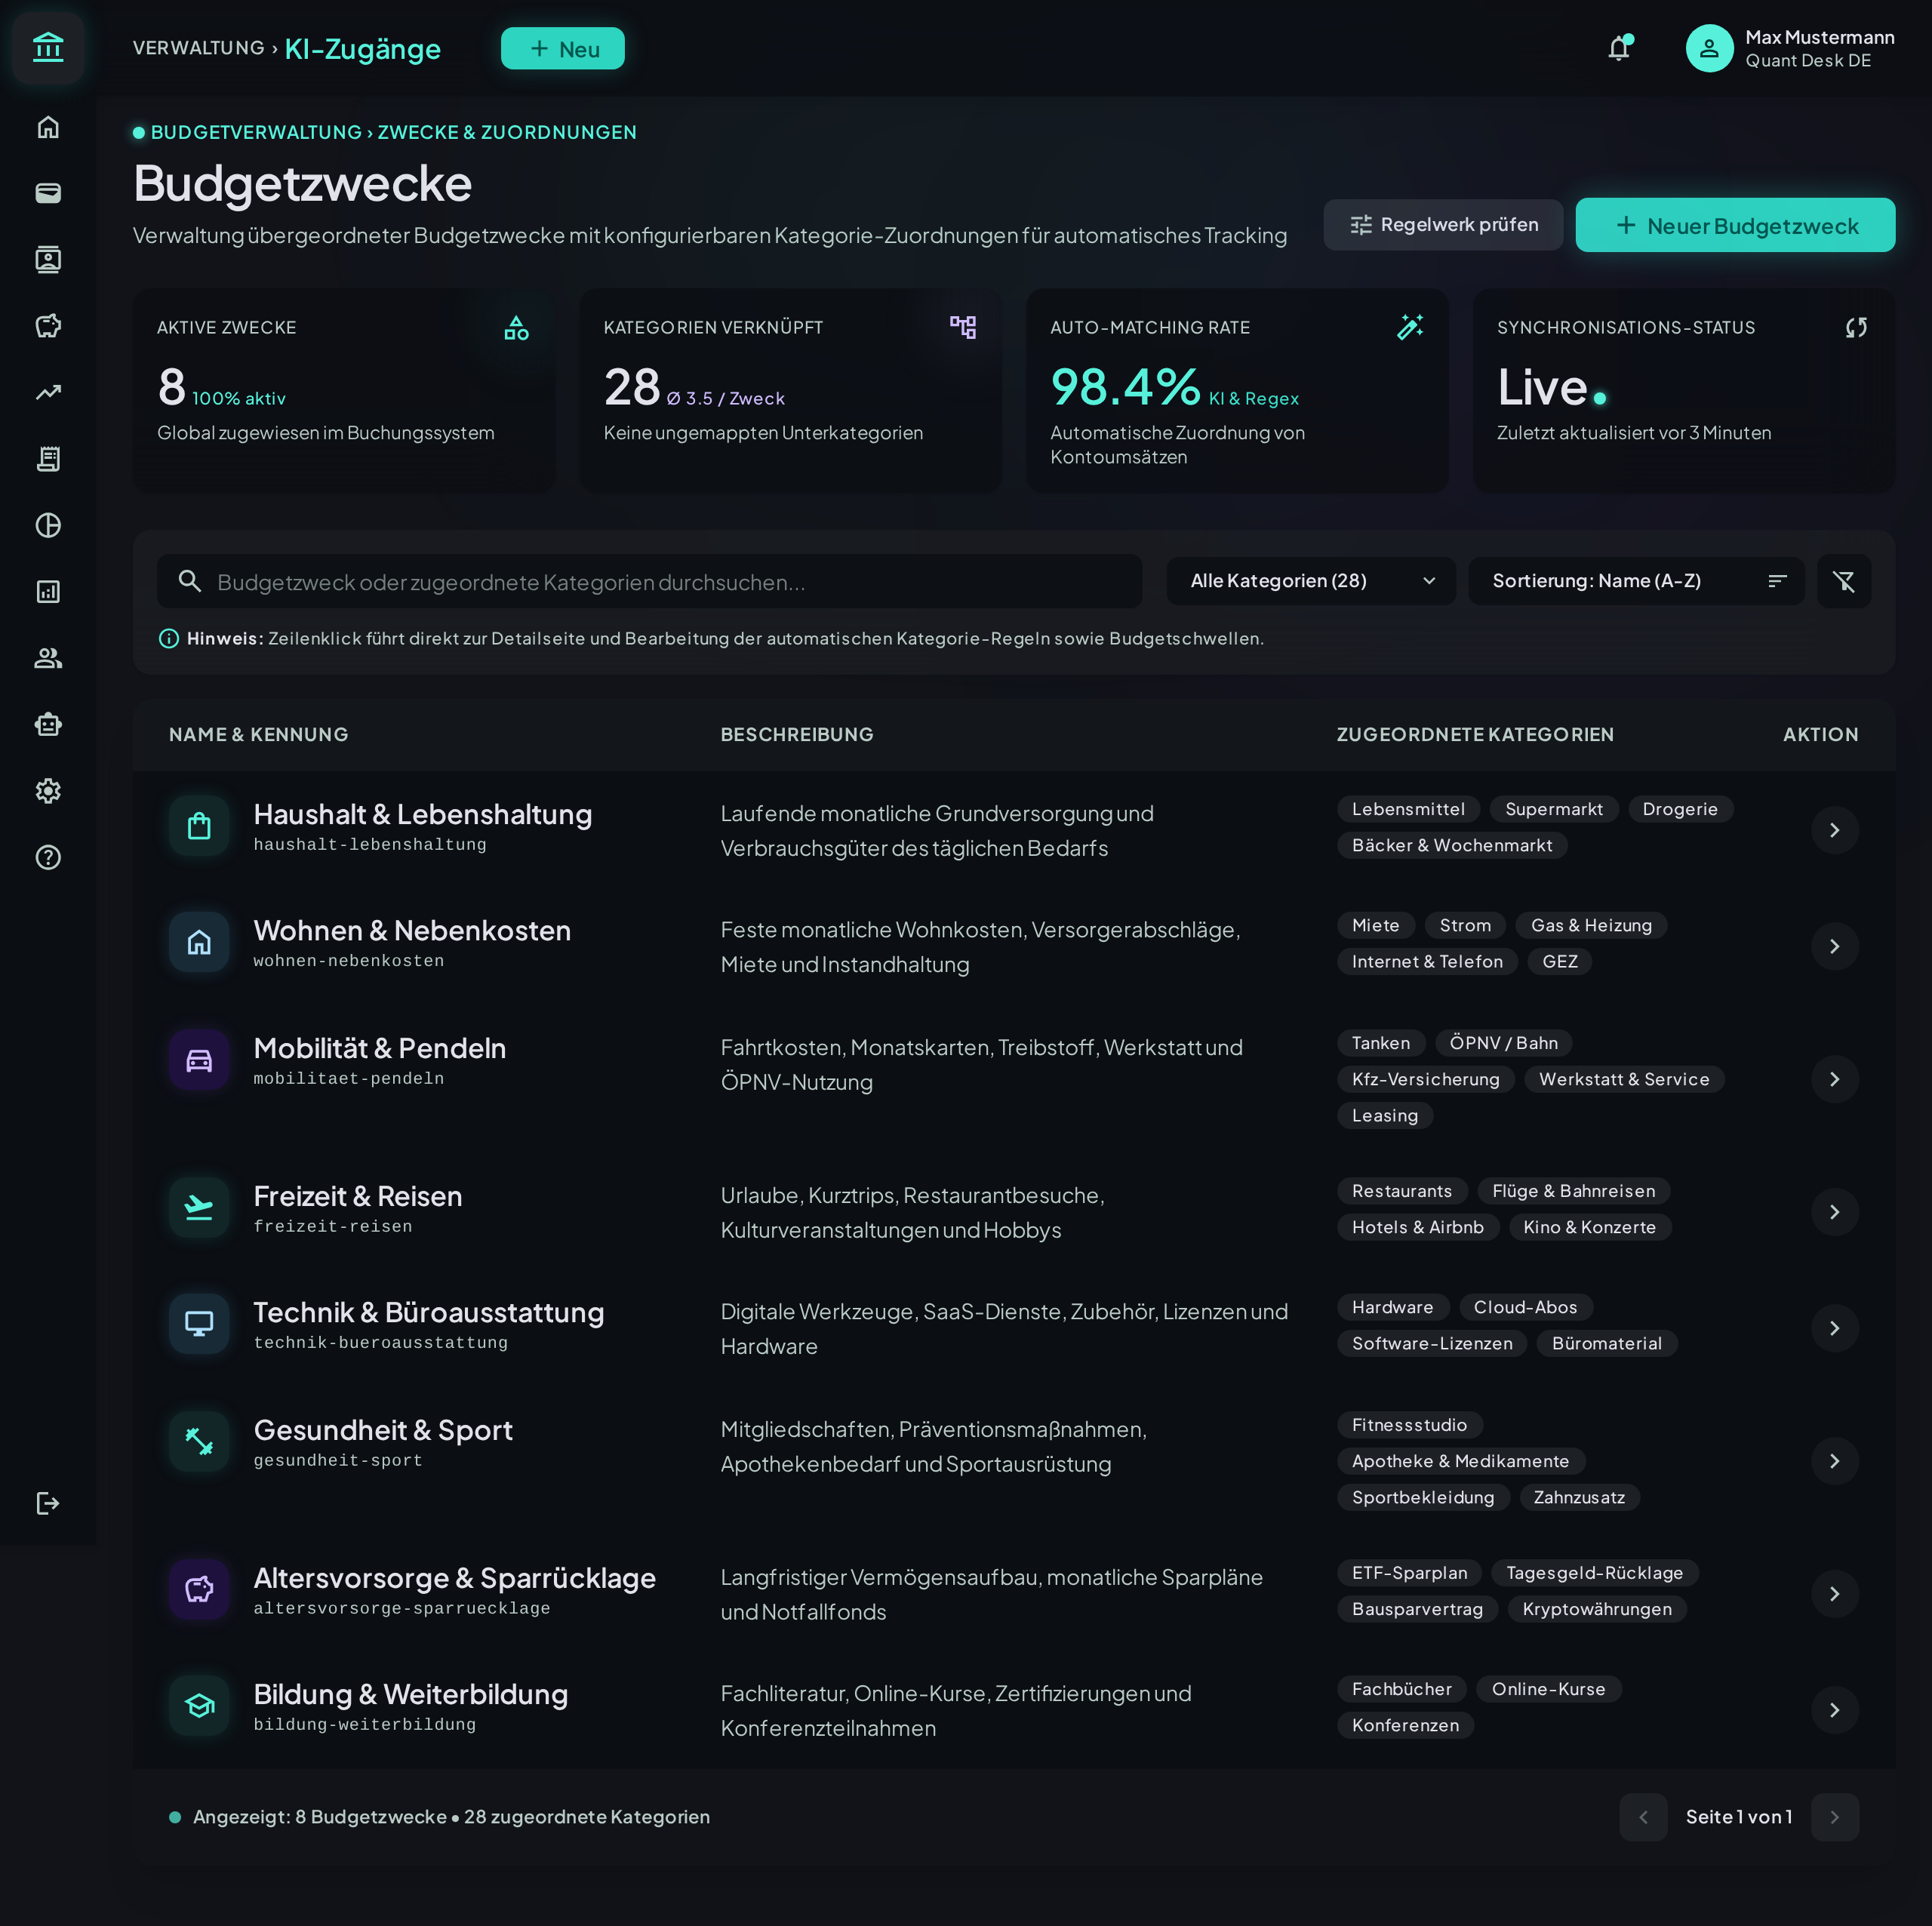 VERWALTUNG › KI-Zugänge
+ Neu
Max Mustermann
Quant Desk DE
BUDGETVERWALTUNG › ZWECKE & ZUORDNUNGEN
Budgetzwecke
Verwaltung übergeordneter Budgetzwecke mit konfigurierbaren Kategorie-Zuordnungen für automatisches Tracking
Regelwerk prüfen
+ Neuer Budgetzweck
AKTIVE ZWECKE
8 100% aktiv
Global zugewiesen im Buchungssystem
KATEGORIEN VERKNÜPFT
28 Ø 3.5 / Zweck
Keine ungemappten Unterkategorien
AUTO-MATCHING RATE
98.4% KI & Regex
Automatische Zuordnung von
Kontoumsätzen
SYNCHRONISATIONS-STATUS
Live.
Zuletzt aktualisiert vor 3 Minuten
Budgetzweck oder zugeordnete Kategorien durchsuchen...
Alle Kategorien (28)
Sortierung: Name (A-Z)
Hinweis: Zeilenklick führt direkt zur Detailseite und Bearbeitung der automatischen Kategorie-Regeln sowie Budgetschwellen.
NAME & KENNUNG
BESCHREIBUNG
ZUGEORDNETE KATEGORIEN
AKTION
Haushalt & Lebenshaltung
haushalt-lebenshaltung
Laufende monatliche Grundversorgung und
Verbrauchsgüter des täglichen Bedarfs
Lebensmittel Supermarkt Drogerie
Bäcker & Wochenmarkt
Wohnen & Nebenkosten
wohnen-nebenkosten
Feste monatliche Wohnkosten, Versorgerabschläge,
Miete und Instandhaltung
Miete Strom Gas & Heizung
Internet & Telefon GEZ
Mobilität & Pendeln
mobilitaet-pendeln
Fahrtkosten, Monatskarten, Treibstoff, Werkstatt und
ÖPNV-Nutzung
Tanken ÖPNV / Bahn
Kfz-Versicherung Werkstatt & Service
Leasing
Freizeit & Reisen
freizeit-reisen
Urlaube, Kurztrips, Restaurantbesuche,
Kulturveranstaltungen und Hobbys
Restaurants Flüge & Bahnreisen
Hotels & Airbnb Kino & Konzerte
Technik & Büroausstattung
technik-bueroausstattung
Digitale Werkzeuge, SaaS-Dienste, Zubehör, Lizenzen und
Hardware
Hardware Cloud-Abos
Software-Lizenzen Büromaterial
Gesundheit & Sport
gesundheit-sport
Mitgliedschaften, Präventionsmaßnahmen,
Apothekenbedarf und Sportausrüstung
Fitnessstudio
Apotheke & Medikamente
Sportbekleidung Zahnzusatz
Altersvorsorge & Sparrücklage
altersvorsorge-sparruecklage
Langfristiger Vermögensaufbau, monatliche Sparpläne
und Notfallfonds
ETF-Sparplan Tagesgeld-Rücklage
Bausparvertrag Kryptowährungen
Bildung & Weiterbildung
bildung-weiterbildung
Fachliteratur, Online-Kurse, Zertifizierungen und
Konferenzteilnahmen
Fachbücher Online-Kurse
Konferenzen
Angezeigt: 8 Budgetzwecke • 28 zugeordnete Kategorien
Seite 1 von 1